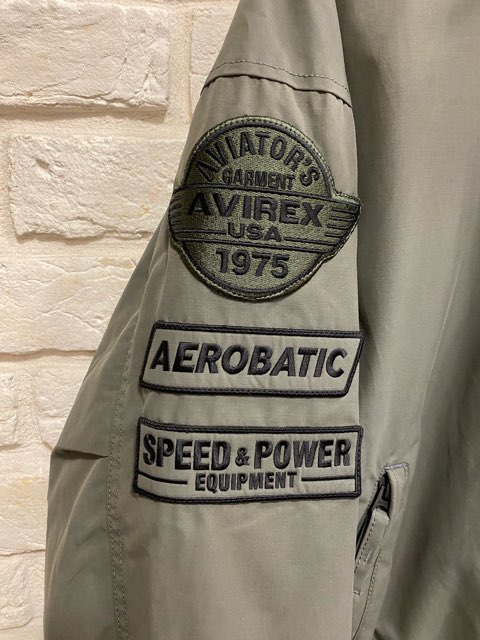 AVIATOR'S
GARMENT
AVIREX
USA
1975
AEROBATIC
SPEED & POWER
EQUIPMENT